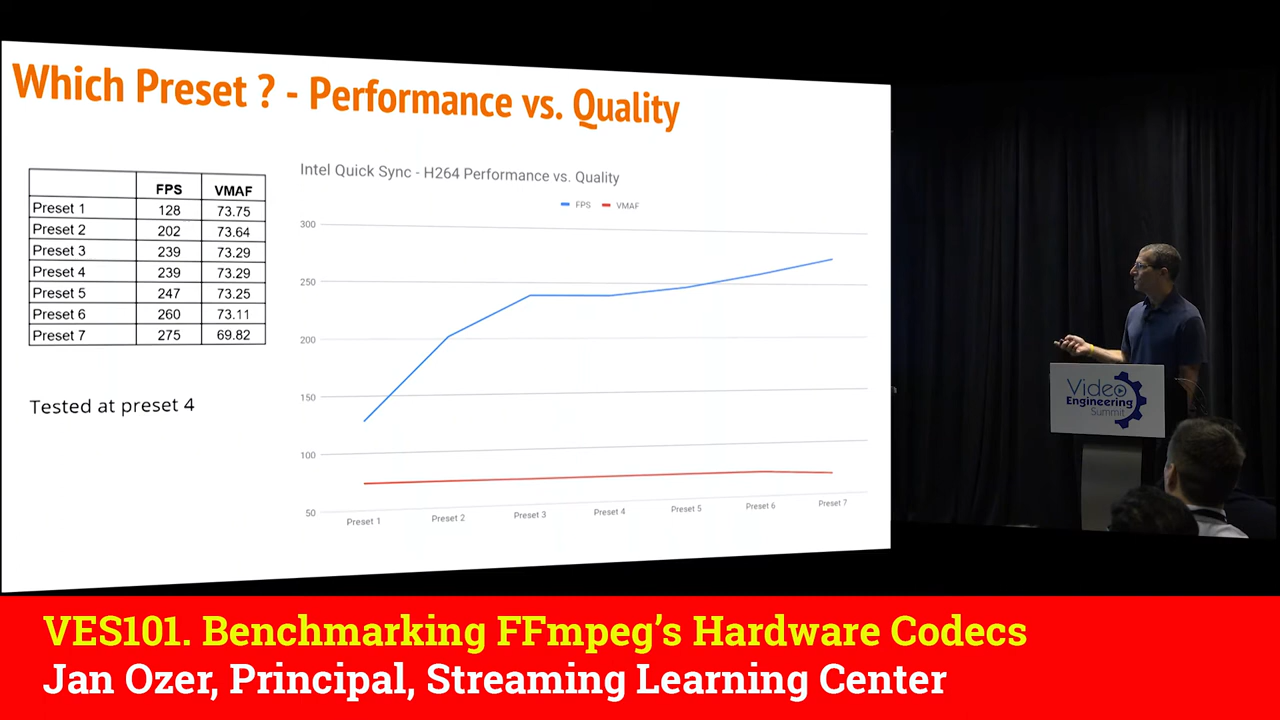 Which Preset ? - Performance vs. Quality
FPS VMAF
Preset 1 128 73.75
Preset 2 202 73.64
Preset 3 239 73.29
Preset 4 239 73.29
Preset 5 247 73.25
Preset 6 260 73.11
Preset 7 275 69.82
Tested at preset 4
Intel Quick Sync - H264 Performance vs. Quality
FPS VMAF
300
250
200
150
100
50
Preset 1 Preset 2 Preset 3 Preset 4 Preset 5 Preset 6 Preset 7
Video
Engineering
Summit
VES101. Benchmarking FFmpeg's Hardware Codecs
Jan Ozer, Principal, Streaming Learning Center